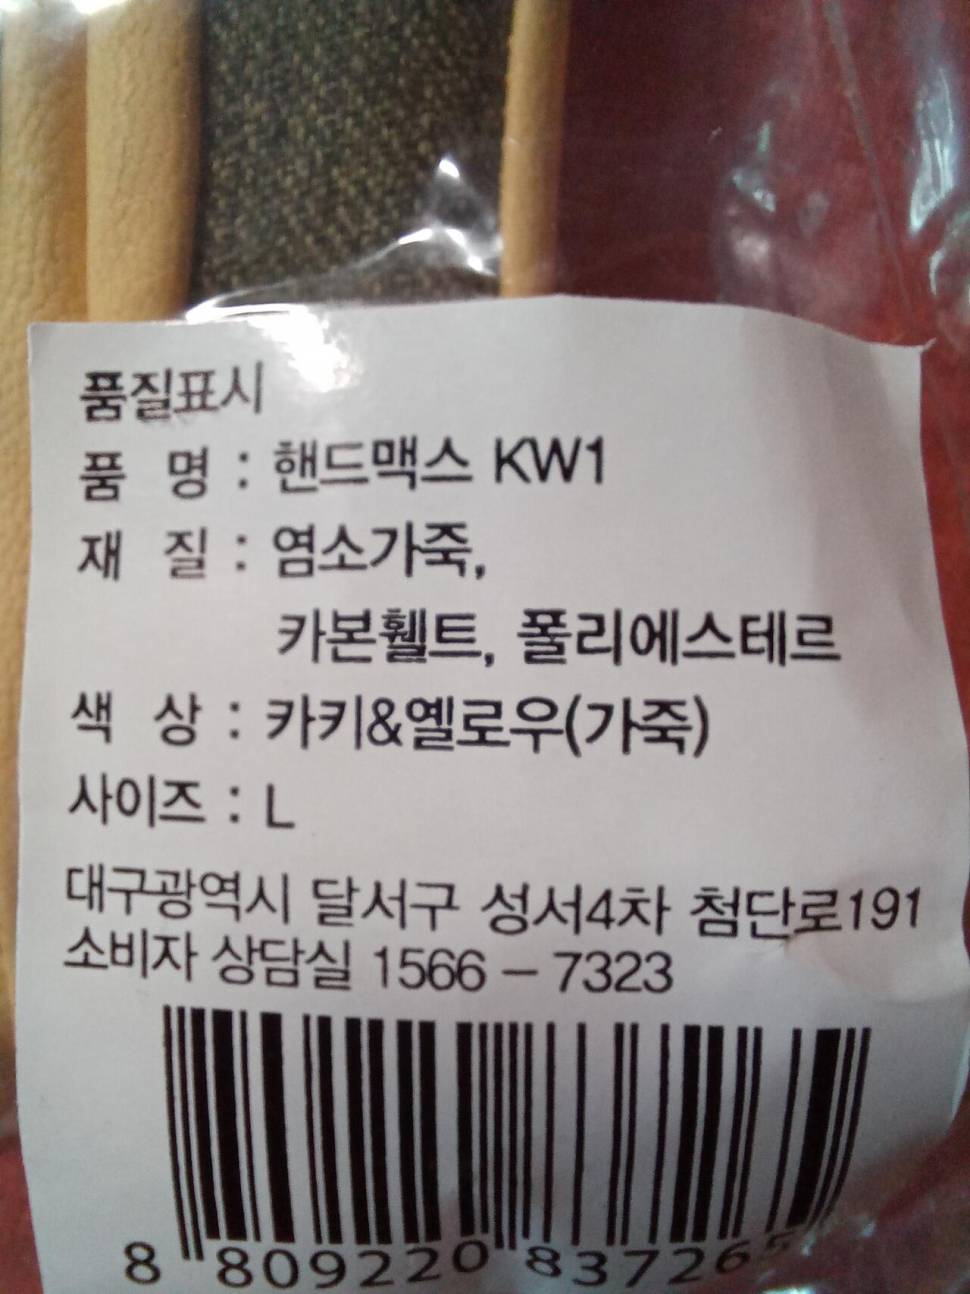 품질표시
품 명 : 핸드맥스 KW1
재 질 : 염소가죽,
카본휄트, 폴리에스테르
색 상 : 카키&옐로우(가죽)
사이즈 : L
대구광역시 달서구 성서4차 첨단로191
소비자 상담실 1566 – 7323
8 809220 837265